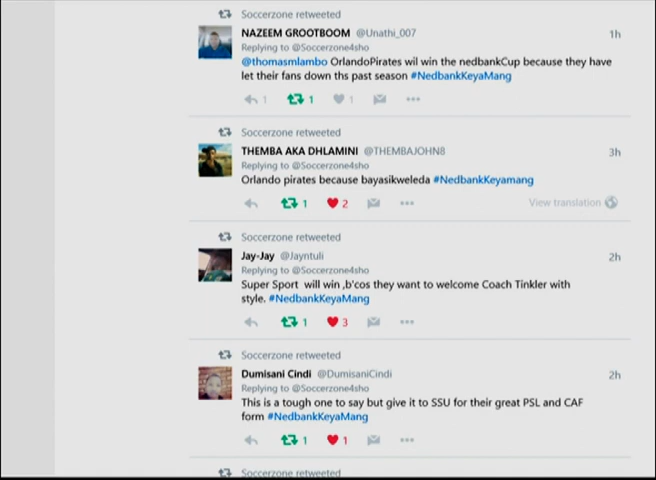 Soccerzone retweeted
NAZEEM GROOTBOOM @Unathi_007 1h
Replying to @Soccerzone4sho
@thomasmlambo OrlandoPirates wil win the nedbankCup because they have
let their fans down ths past season #NedbankKeyaMang
1 1 1
Soccerzone retweeted
THEMBA AKA DHLAMINI @THEMBAJOHN8 3h
Replying to @Soccerzone4sho
Orlando pirates because bayasikweleda #NedbankKeyamang
1 2 View translation
Soccerzone retweeted
Jay-Jay @Jayntuli 2h
Replying to @Soccerzone4sho
Super Sport will win ,b'cos they want to welcome Coach Tinkler with
style. #NedbankKeyaMang
1 3
Soccerzone retweeted
Dumisani Cindi @DumisaniCindi 2h
Replying to @Soccerzone4sho
This is a tough one to say but give it to SSU for their great PSL and CAF
form #NedbankKeyaMang
1 1
Soccerzone retweeted